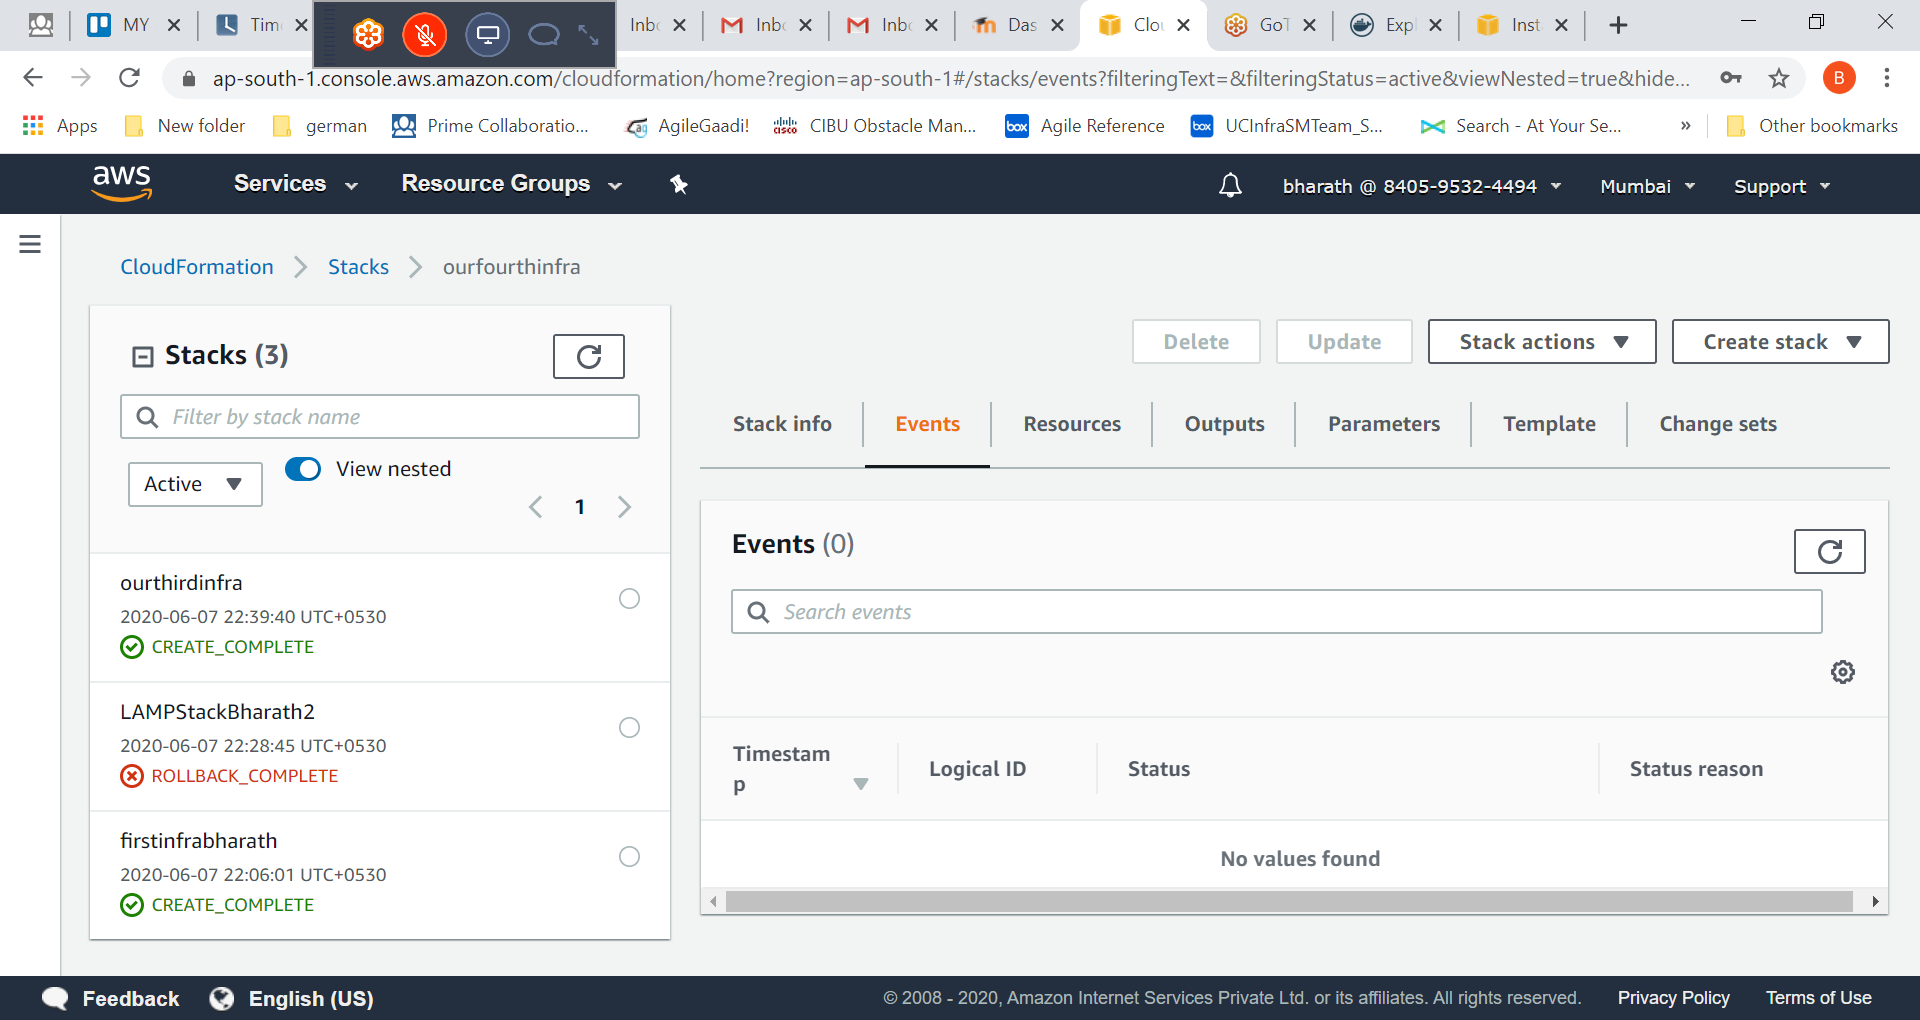 MY
Tim
Inbo
Inbo
Inbo
Das
Clo
GoT
Exp
Inst
ap-south-1.console.aws.amazon.com/cloudformation/home?region=ap-south-1#/stacks/events?filteringText=&filteringStatus=active&viewNested=true&hide...
B
Apps
New folder
german
Prime Collaboratio...
AgileGaadi!
CIBU Obstacle Man...
box Agile Reference
box UCInfraSMTeam_S...
Search - At Your Se...
»
Other bookmarks
aws
Services
Resource Groups
bharath @ 8405-9532-4494
Mumbai
Support
CloudFormation
Stacks
ourfourthinfra
Stacks (3)
Filter by stack name
Active
View nested
1
ourthirdinfra
2020-06-07 22:39:40 UTC+0530
CREATE_COMPLETE
LAMPStackBharath2
2020-06-07 22:28:45 UTC+0530
ROLLBACK_COMPLETE
firstinfrabharath
2020-06-07 22:06:01 UTC+0530
CREATE_COMPLETE
Delete
Update
Stack actions
Create stack
Stack info
Events
Resources
Outputs
Parameters
Template
Change sets
Events (0)
Search events
Timestam
p
Logical ID
Status
Status reason
No values found
Feedback
English (US)
© 2008 - 2020, Amazon Internet Services Private Ltd. or its affiliates. All rights reserved.
Privacy Policy
Terms of Use